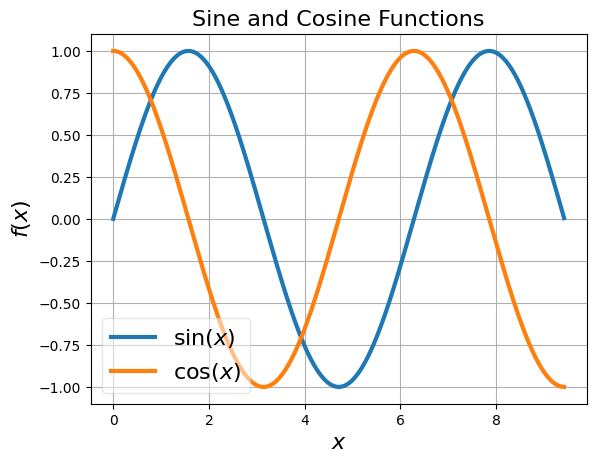 Sine and Cosine Functions
1.00
0.75
0.50
0.25
0.00
−0.25
−0.50
−0.75
−1.00
f(x)
sin(x)
cos(x)
0 2 4 6 8
x